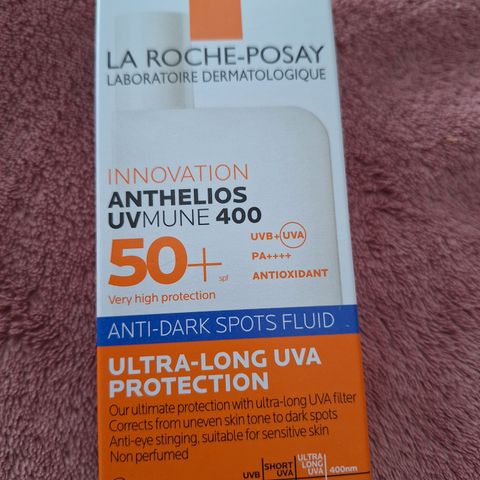 LA ROCHE-POSAY
LABORATOIRE DERMATOLOGIQUE
INNOVATION
ANTHELIOS
UVMUNE 400
50+ spf
Very high protection
UVB+UVA
PA++++
ANTIOXIDANT
ANTI-DARK SPOTS FLUID
ULTRA-LONG UVA
PROTECTION
Our ultimate protection with ultra-long UVA filter
Corrects from uneven skin tone to dark spots
Anti-eye stinging, suitable for sensitive skin
Non perfumed
UVB
SHORT
UVA
ULTRA
LONG
UVA
400nm